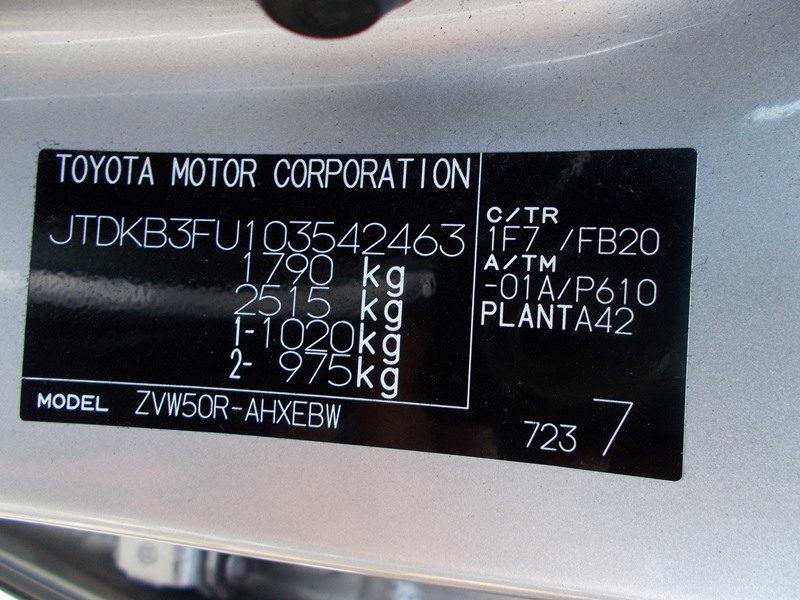 TOYOTA MOTOR CORPORATION
JTDKB3FU103542463
1790 kg
2515 kg
1-1020kg
2- 975kg
C/TR
1F7 /FB20
A/TM
-01A/P610
PLANTA42
MODEL ZVW50R-AHXEBW
723 7